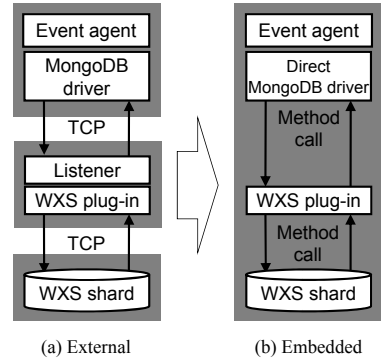 Event agent
MongoDB
driver
TCP
Listener
WXS plug-in
TCP
WXS shard
(a) External
Event agent
Direct
MongoDB driver
Method
call
WXS plug-in
Method
call
WXS shard
(b) Embedded